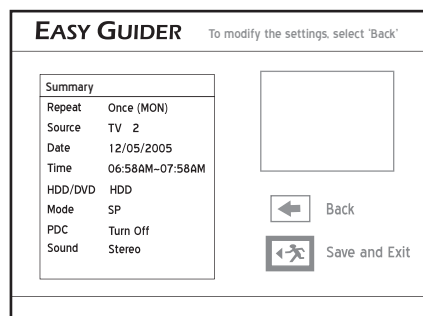 EASY GUIDER
To modify the settings, select 'Back'
Summary
Repeat Once (MON)
Source TV 2
Date 12/05/2005
Time 06:58AM~07:58AM
HDD/DVD HDD
Mode SP
PDC Turn Off
Sound Stereo
Back
Save and Exit